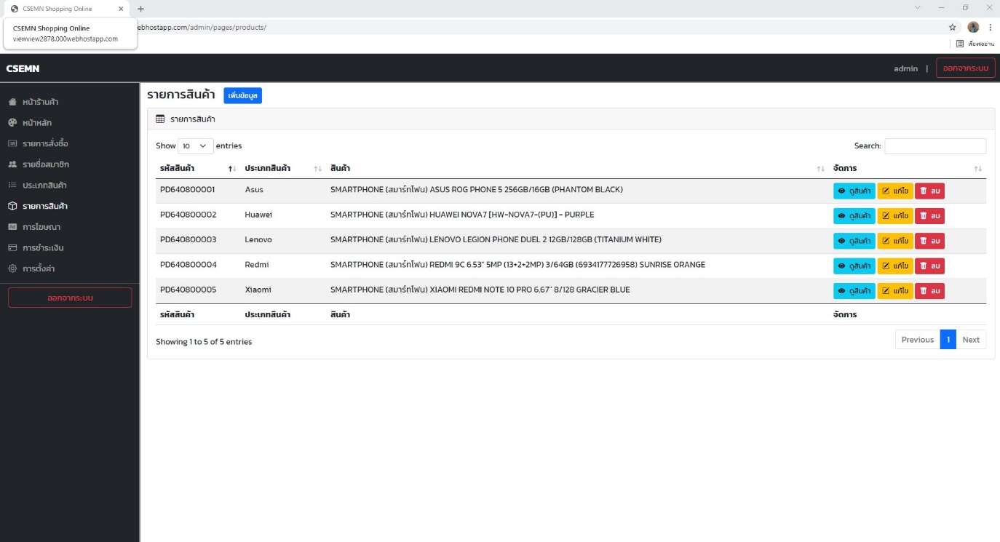 CSEMN Shopping Online
CSEMN Shopping Online
viewview2878.000webhostapp.com
ebhostapp.com/admin/pages/products/
เรื่องรออ่าน
CSEMN
admin | ออกจากระบบ
หน้าร้านค้า
หน้าหลัก
รายการสั่งซื้อ
รายชื่อสมาชิก
ประเภทสินค้า
รายการสินค้า
การโฆษณา
การชำระเงิน
การตั้งค่า
ออกจากระบบ
รายการสินค้า เพิ่มข้อมูล
รายการสินค้า
Show 10 entries Search:
รหัสสินค้า ประเภทสินค้า สินค้า จัดการ
PD640800001 Asus SMARTPHONE (สมาร์ทโฟน) ASUS ROG PHONE 5 256GB/16GB (PHANTOM BLACK) ดูสินค้า แก้ไข ลบ
PD640800002 Huawei SMARTPHONE (สมาร์ทโฟน) HUAWEI NOVA7 [HW-NOVA7-(PU)] - PURPLE ดูสินค้า แก้ไข ลบ
PD640800003 Lenovo SMARTPHONE (สมาร์ทโฟน) LENOVO LEGION PHONE DUEL 2 12GB/128GB (TITANIUM WHITE) ดูสินค้า แก้ไข ลบ
PD640800004 Redmi SMARTPHONE (สมาร์ทโฟน) REDMI 9C 6.53" 5MP (13+2+2MP) 3/64GB (6934177726958) SUNRISE ORANGE ดูสินค้า แก้ไข ลบ
PD640800005 Xiaomi SMARTPHONE (สมาร์ทโฟน) XIAOMI REDMI NOTE 10 PRO 6.67" 8/128 GRACIER BLUE ดูสินค้า แก้ไข ลบ
รหัสสินค้า ประเภทสินค้า สินค้า จัดการ
Showing 1 to 5 of 5 entries Previous 1 Next